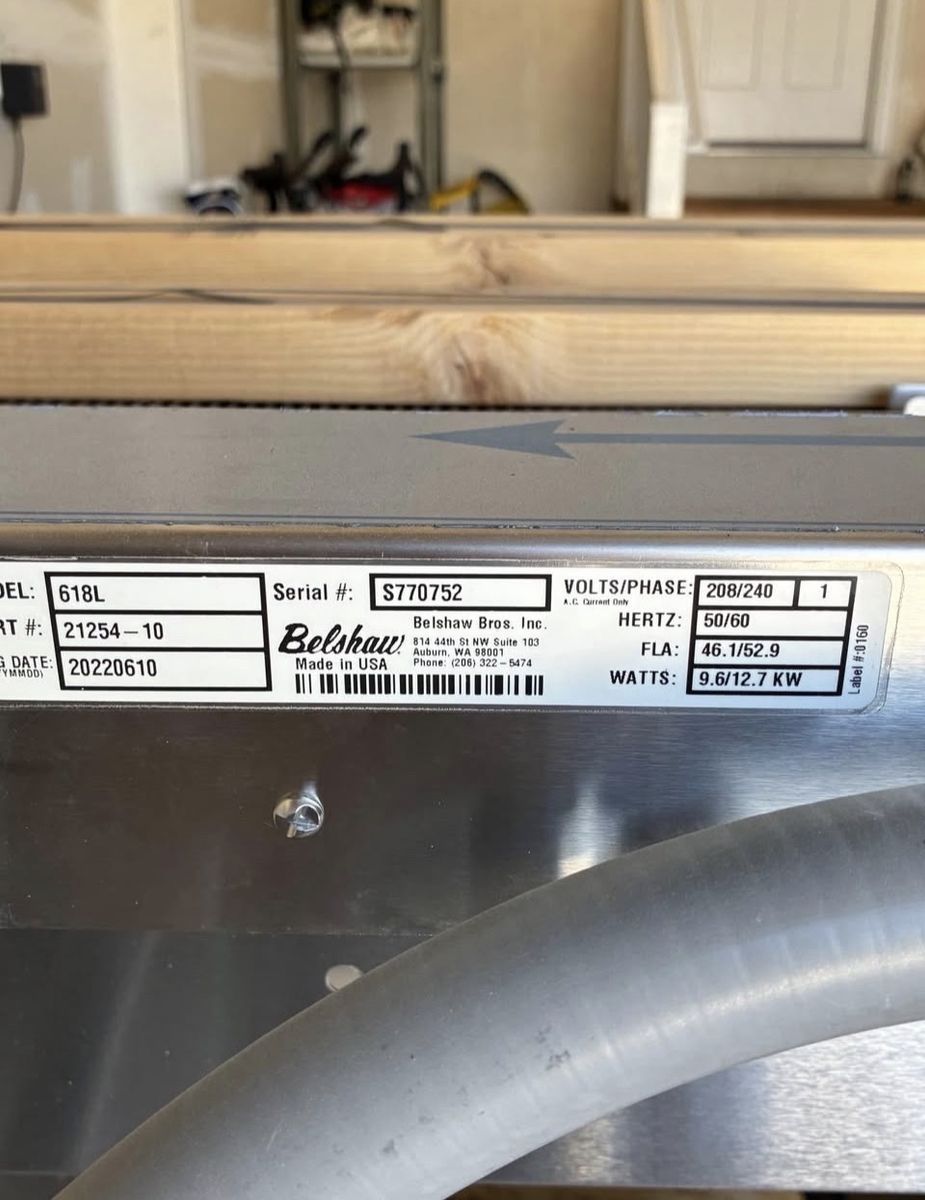 DEL: 618L
RT #: 21254-10
G DATE: 20220610
YMMDD)
Serial #: S770752
Belshaw
Made in USA
Belshaw Bros. Inc.
814 44th St NW Suite 103
Auburn, WA 98001
Phone: (206) 322-5474
VOLTS/PHASE: 208/240 1
A.C. Current Only
HERTZ: 50/60
FLA: 46.1/52.9
WATTS: 9.6/12.7 KW
Label #:0160